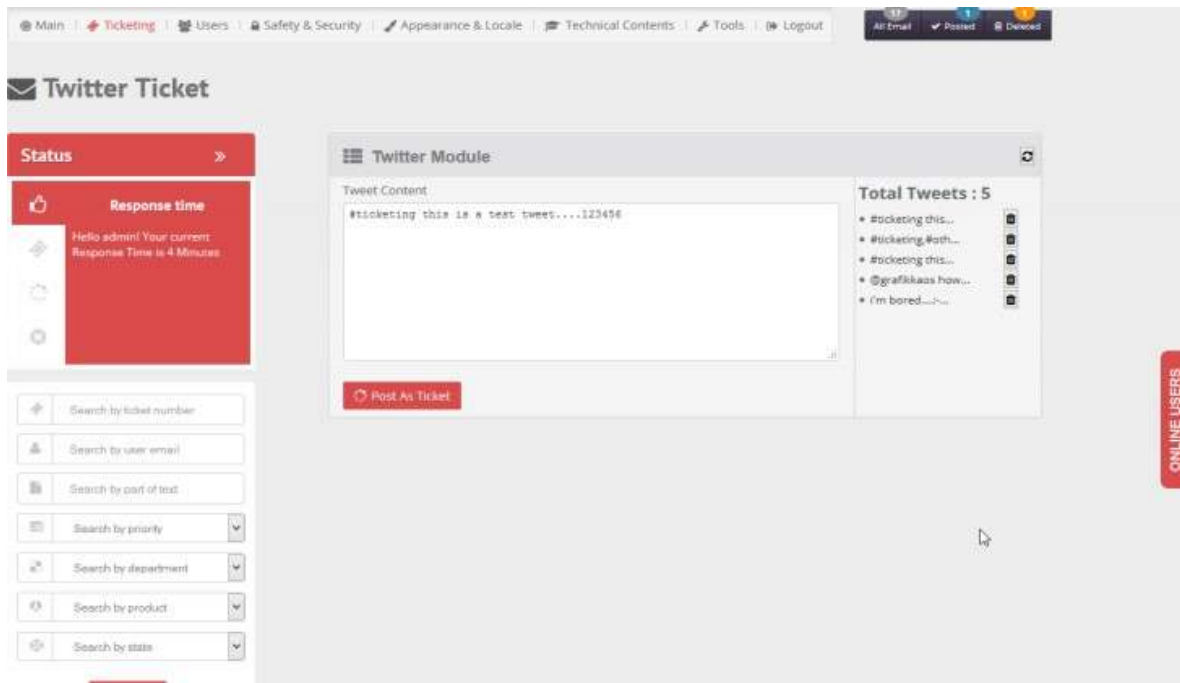 Main Ticketing Users Safety & Security Appearance & Locale Technical Contents Tools Logout
17 1 1
All Email Posted Deleted
Twitter Ticket
Status
Response time
Hello admin! Your current
Response Time is 4 Minutes
Search by ticket number
Search by user email
Search by part of text
Search by priority
Search by department
Search by product
Search by state
Twitter Module
Tweet Content
#ticketing this is a test tweet....123456
Post As Ticket
Total Tweets : 5
#ticketing this...
#ticketing,#oth...
#ticketing this...
@grafikkaos how...
i'm bored....:-...
ONLINE USERS